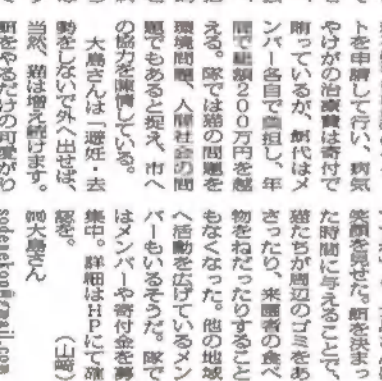 トを申請して行い、病気
やけがの治療費は寄付で
賄っているが、餌代はメ
ンバー各自で負担し、年
間で総額200万円を越
える。隊では猫の問題を
環境問題、人間社会の問
題でもあると捉え、市へ
の協力を陳情している。
大島さんは「避妊・去
勢をしないで外へ出せば、
当然、猫は増え続けます。
餌をやるだけの可愛がり
笑顔を見せた。餌を決まっ
た時間に与えることで、
猫たちが周辺のゴミをあ
さったり、来園者の食べ
物をねだったりすること
もなくなった。他の地域
へ活動を広げているメン
バーもいるそうだ。隊で
はメンバーや寄付金を募
集中。詳細はHPにて確
認を。
（山崎）
㉄大島さん